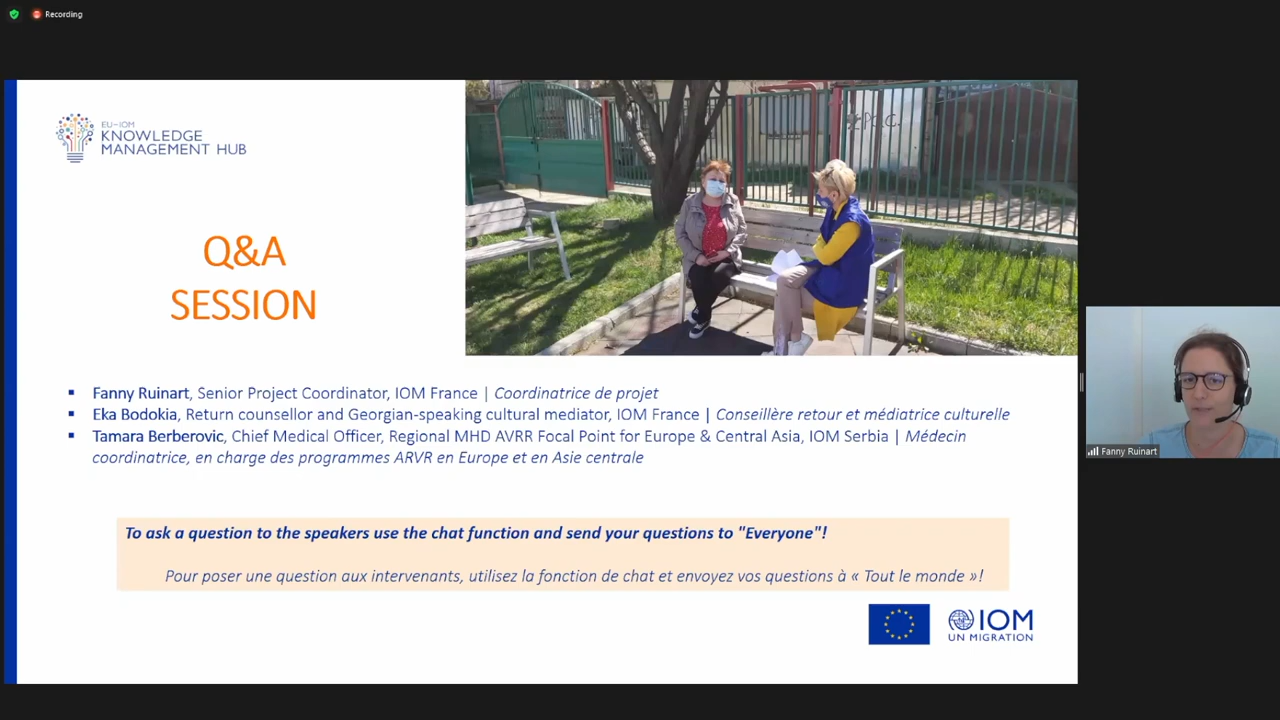 Recording
EU-IOM
KNOWLEDGE
MANAGEMENT HUB
Q&A
SESSION
▪ Fanny Ruinart, Senior Project Coordinator, IOM France | Coordinatrice de projet
▪ Eka Bodokia, Return counsellor and Georgian-speaking cultural mediator, IOM France | Conseillère retour et médiatrice culturelle
▪ Tamara Berberovic, Chief Medical Officer, Regional MHD AVRR Focal Point for Europe & Central Asia, IOM Serbia | Médecin
coordinatrice, en charge des programmes ARVR en Europe et en Asie centrale
To ask a question to the speakers use the chat function and send your questions to "Everyone"!
Pour poser une question aux intervenants, utilisez la fonction de chat et envoyez vos questions à « Tout le monde »!
IOM
UN MIGRATION
Fanny Ruinart